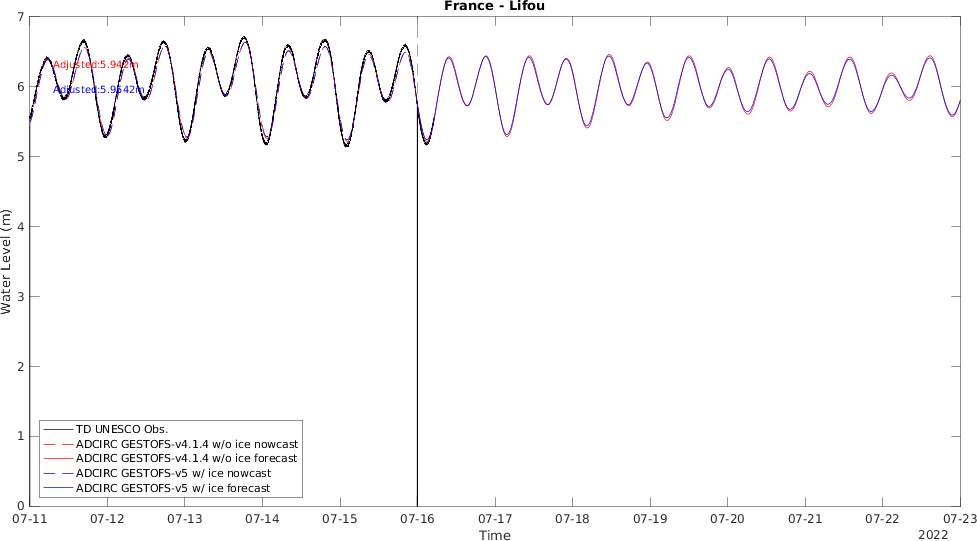 France - Lifou
7
6
5
4
3
2
1
0
Water Level (m)
Adjusted:5.942m
Adjusted:5.9542m
TD UNESCO Obs.
ADCIRC GESTOFS-v4.1.4 w/o ice nowcast
ADCIRC GESTOFS-v4.1.4 w/o ice forecast
ADCIRC GESTOFS-v5 w/ ice nowcast
ADCIRC GESTOFS-v5 w/ ice forecast
07-11 07-12 07-13 07-14 07-15 07-16 07-17 07-18 07-19 07-20 07-21 07-22 07-23
Time
2022